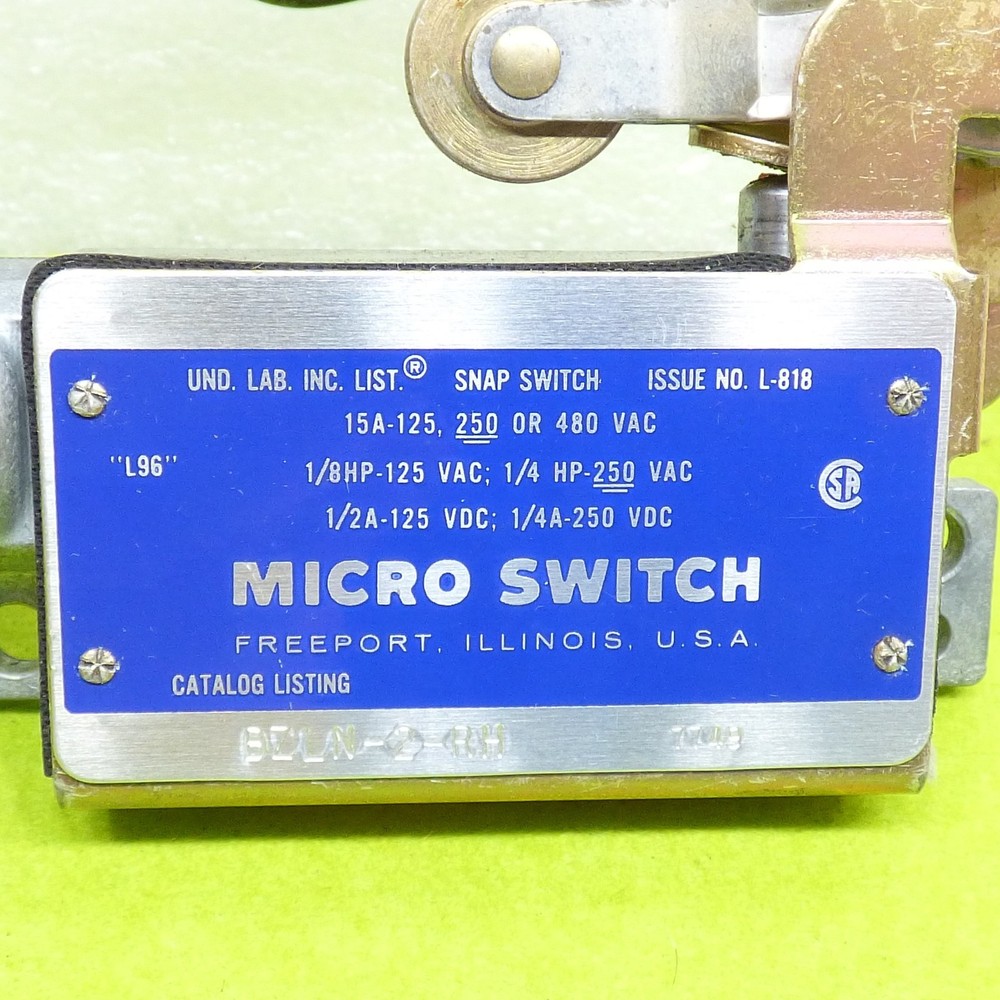 UND. LAB. INC. LIST.® SNAP SWITCH ISSUE NO. L-818
15A-125, 250 OR 480 VAC
"L96"
1/8HP-125 VAC; 1/4 HP-250 VAC
CSA
1/2A-125 VDC; 1/4A-250 VDC
MICRO SWITCH
FREEPORT, ILLINOIS, U.S.A.
CATALOG LISTING